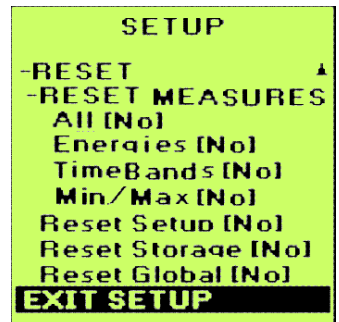 SETUP
-RESET
-RESET MEASURES
All [No]
Energies [No]
TimeBands [No]
Min/Max [No]
Reset Setup [No]
Reset Storage [No]
Reset Global [No]
EXIT SETUP